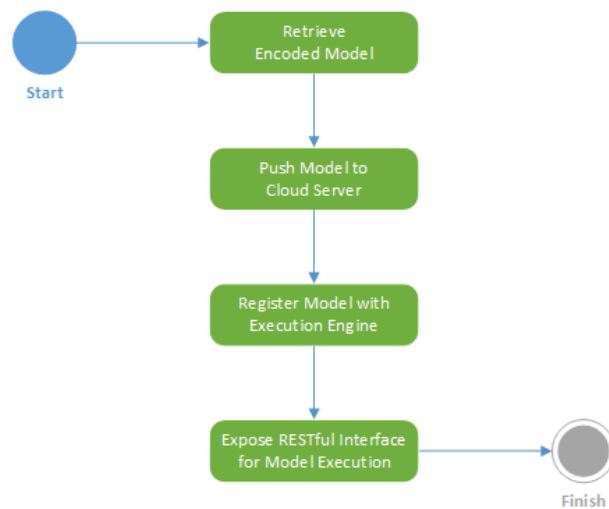 Retrieve
Encoded Model
Start
Push Model to
Cloud Server
Register Model with
Execution Engine
Expose RESTful Interface
for Model Execution
Finish